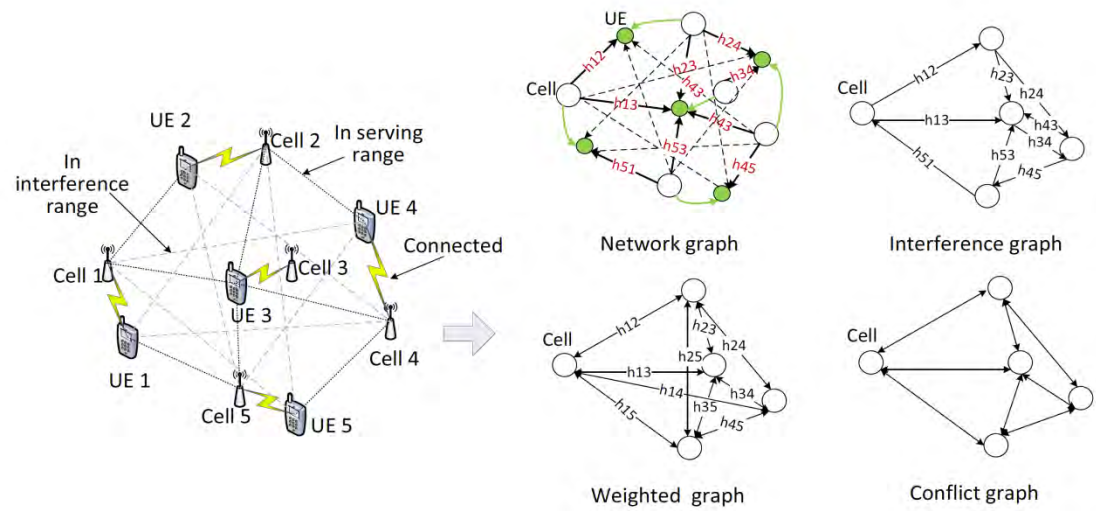 UE 2
Cell 2
In serving
range
In
interference
range
UE 4
Connected
Cell 1
Cell 3
UE 3
Cell 4
UE 1
Cell 5
UE 5
UE
Cell
h12
h24
h23
h34
h43
h13
h43
h53
h51
h45
Network graph
Cell
h12
h23
h24
h13
h43
h34
h53
h51
h45
Interference graph
Cell
h12
h23
h24
h25
h13
h14
h34
h35
h15
h45
Weighted graph
Cell
Conflict graph